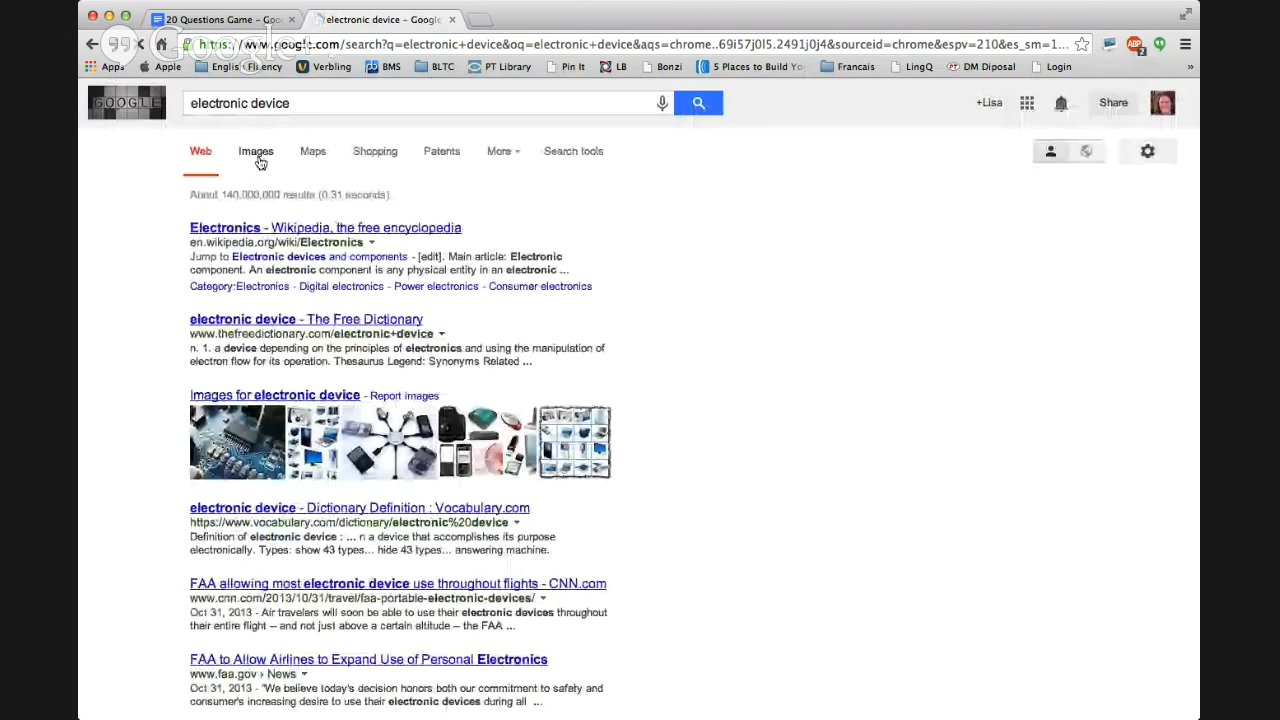 20 Questions Game - Goo
electronic device - Google
Google+
https://www.google.com/search?q=electronic+device&oq=electronic+device&aqs=chrome..69i57j0l5.2491j0j4&sourceid=chrome&espv=210&es_sm=1...
Apps Apple English Fluency Verbling BMS BLTC PT Library Pin It LB Bonzi 5 Places to Build Yo Francais LingQ DM Diposal Login »
GOOGLE electronic device +Lisa Share
Web Images Maps Shopping Patents More Search tools
About 140,000,000 results (0.31 seconds)
Electronics - Wikipedia, the free encyclopedia
en.wikipedia.org/wiki/Electronics
Jump to Electronic devices and components - [edit]. Main article: Electronic
component. An electronic component is any physical entity in an electronic ...
Category:Electronics - Digital electronics - Power electronics - Consumer electronics
electronic device - The Free Dictionary
www.thefreedictionary.com/electronic+device
n. 1. a device depending on the principles of electronics and using the manipulation of
electron flow for its operation. Thesaurus Legend: Synonyms Related ...
Images for electronic device - Report images
electronic device - Dictionary Definition : Vocabulary.com
https://www.vocabulary.com/dictionary/electronic%20device
Definition of electronic device : ... n a device that accomplishes its purpose
electronically. Types: show 43 types... hide 43 types... answering machine.
FAA allowing most electronic device use throughout flights - CNN.com
www.cnn.com/2013/10/31/travel/faa-portable-electronic-devices/
Oct 31, 2013 - Air travelers will soon be able to use their electronic devices throughout
their entire flight -- and not just above a certain altitude -- the FAA ...
FAA to Allow Airlines to Expand Use of Personal Electronics
www.faa.gov › News
Oct 31, 2013 - "We believe today's decision honors both our commitment to safety and
consumer's increasing desire to use their electronic devices during all ...